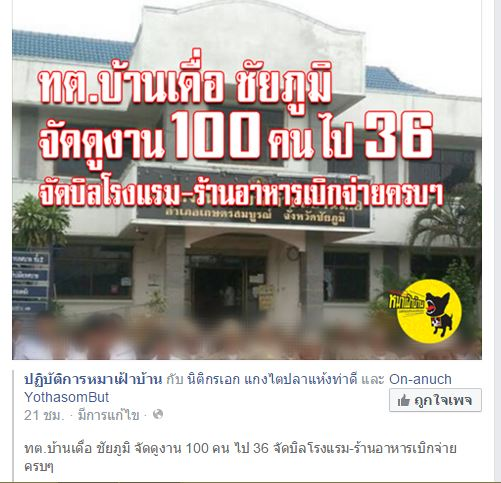 ทต.บ้านเดื่อ ชัยภูมิ
จัดดูงาน 100 คน ไป 36
จัดบิลโรงแรม-ร้านอาหารเบิกจ่ายครบๆ
อำเภอเกษตรสมบูรณ์ จังหวัดชัยภูมิ
หมาเฝ้าบ้าน
ปฏิบัติการหมาเฝ้าบ้าน กับ นิติกรเอก แกงไตปลาแห้งท่าดี และ On-anuch
YothasomBut
21 ชม. · มีการแก้ไข ·
ถูกใจเพจ
ทต.บ้านเดื่อ ชัยภูมิ จัดดูงาน 100 คน ไป 36 จัดบิลโรงแรม-ร้านอาหารเบิกจ่าย
ครบๆ